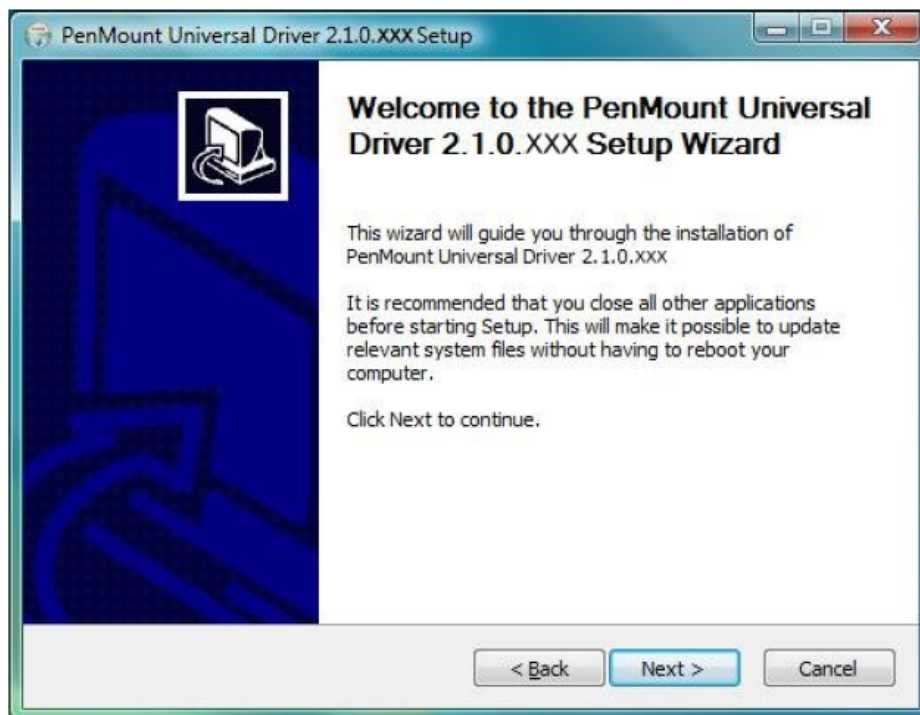 PenMount Universal Driver 2.1.0.XXX Setup
Welcome to the PenMount Universal
Driver 2.1.0.XXX Setup Wizard
This wizard will guide you through the installation of
PenMount Universal Driver 2.1.0.XXX
It is recommended that you close all other applications
before starting Setup. This will make it possible to update
relevant system files without having to reboot your
computer.
Click Next to continue.
< Back Next > Cancel